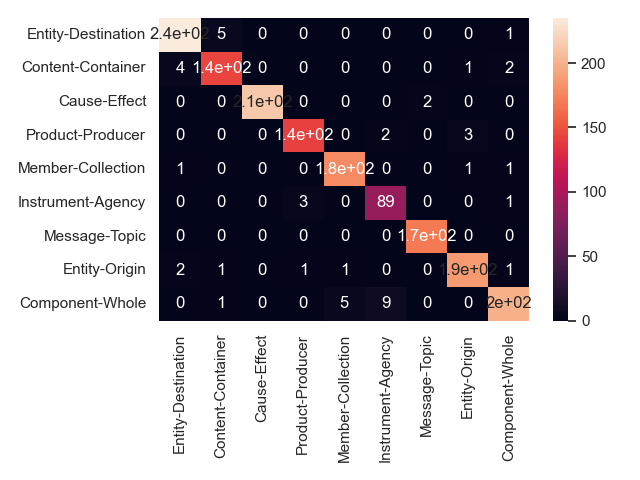 Entity-Destination 2.4e+02 5 0 0 0 0 0 0 1
Content-Container 4 1.4e+02 0 0 0 0 0 1 2
Cause-Effect 0 0 2.1e+02 0 0 0 2 0 0
Product-Producer 0 0 0 1.4e+02 0 2 0 3 0
Member-Collection 1 0 0 0 1.8e+02 0 0 1 1
Instrument-Agency 0 0 0 3 0 89 0 0 1
Message-Topic 0 0 0 0 0 0 1.7e+02 0 0
Entity-Origin 2 1 0 1 1 0 0 1.9e+02 1
Component-Whole 0 1 0 0 5 9 0 0 2e+02
Entity-Destination
Content-Container
Cause-Effect
Product-Producer
Member-Collection
Instrument-Agency
Message-Topic
Entity-Origin
Component-Whole
200
150
100
50
0